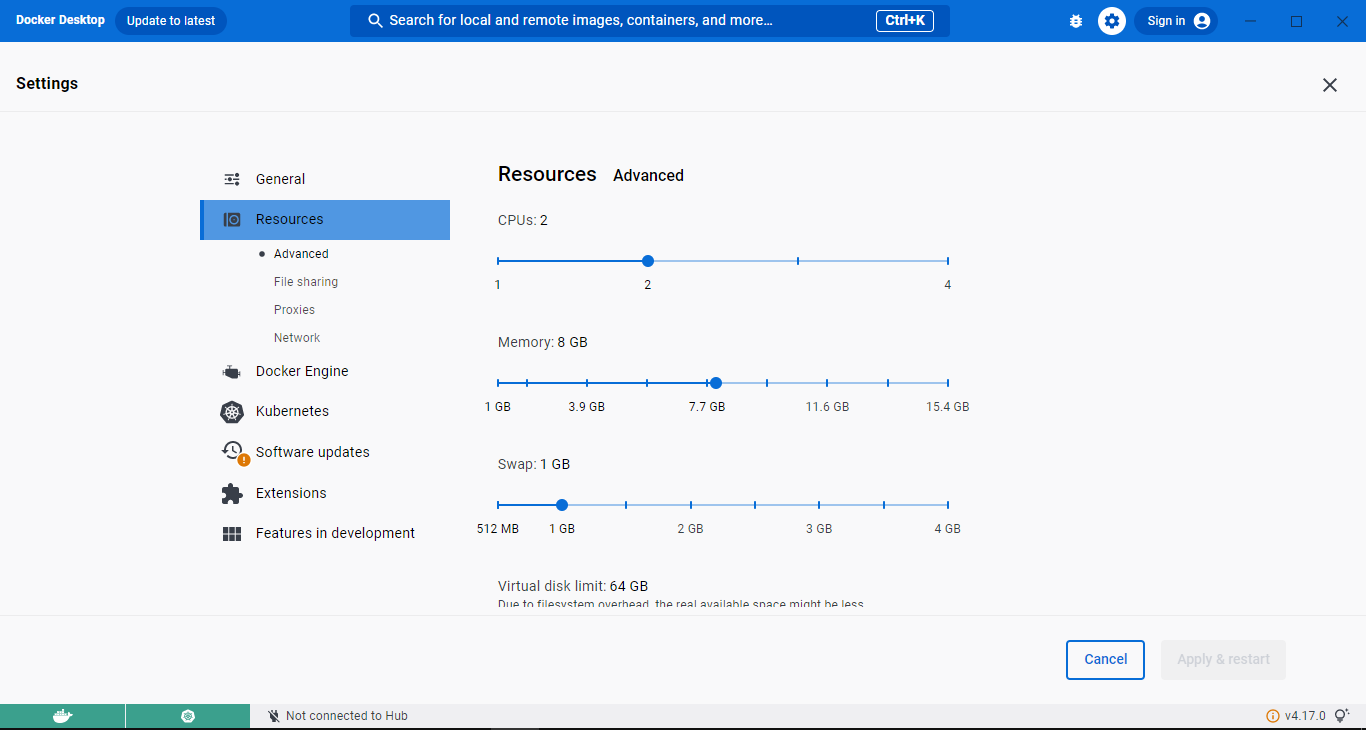 Docker Desktop Update to latest Search for local and remote images, containers, and more... Ctrl+K Sign in
Settings
General
Resources
Advanced
File sharing
Proxies
Network
Docker Engine
Kubernetes
Software updates
Extensions
Features in development
Resources Advanced
CPUs: 2
1 2 4
Memory: 8 GB
1 GB 3.9 GB 7.7 GB 11.6 GB 15.4 GB
Swap: 1 GB
512 MB 1 GB 2 GB 3 GB 4 GB
Virtual disk limit: 64 GB
Due to filesystem overhead, the real available space might be less
Cancel Apply & restart
Not connected to Hub v4.17.0